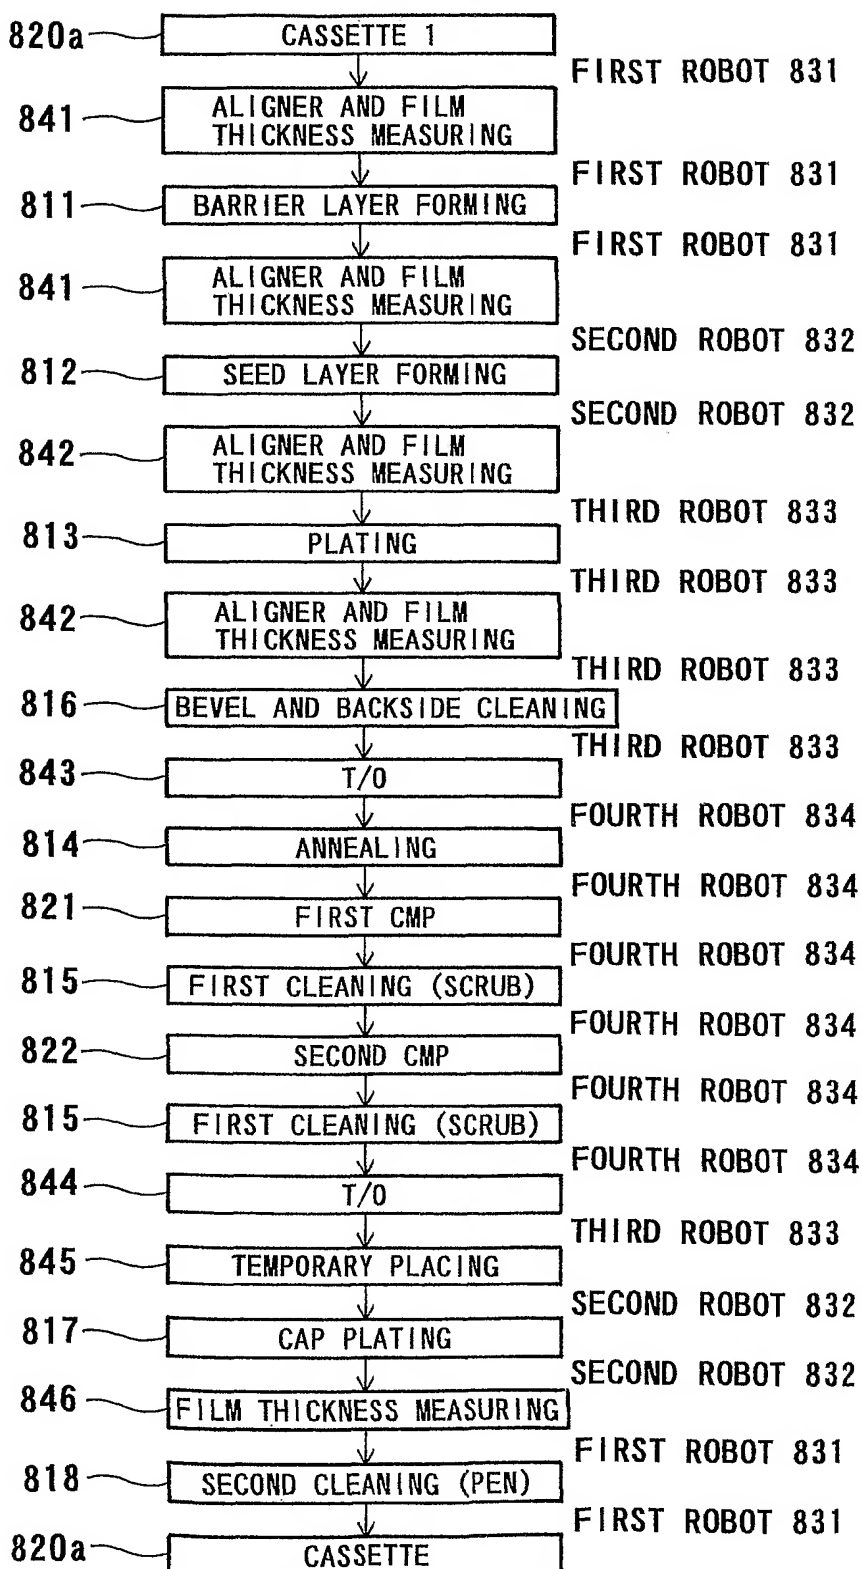 820a
CASSETTE 1
FIRST ROBOT 831
841
ALIGNER AND FILM
THICKNESS MEASURING
FIRST ROBOT 831
811
BARRIER LAYER FORMING
FIRST ROBOT 831
841
ALIGNER AND FILM
THICKNESS MEASURING
SECOND ROBOT 832
812
SEED LAYER FORMING
SECOND ROBOT 832
842
ALIGNER AND FILM
THICKNESS MEASURING
THIRD ROBOT 833
813
PLATING
THIRD ROBOT 833
842
ALIGNER AND FILM
THICKNESS MEASURING
THIRD ROBOT 833
816
BEVEL AND BACKSIDE CLEANING
THIRD ROBOT 833
843
T/O
FOURTH ROBOT 834
814
ANNEALING
FOURTH ROBOT 834
821
FIRST CMP
FOURTH ROBOT 834
815
FIRST CLEANING (SCRUB)
FOURTH ROBOT 834
822
SECOND CMP
FOURTH ROBOT 834
815
FIRST CLEANING (SCRUB)
FOURTH ROBOT 834
844
T/O
THIRD ROBOT 833
845
TEMPORARY PLACING
SECOND ROBOT 832
817
CAP PLATING
SECOND ROBOT 832
846
FILM THICKNESS MEASURING
FIRST ROBOT 831
818
SECOND CLEANING (PEN)
FIRST ROBOT 831
820a
CASSETTE